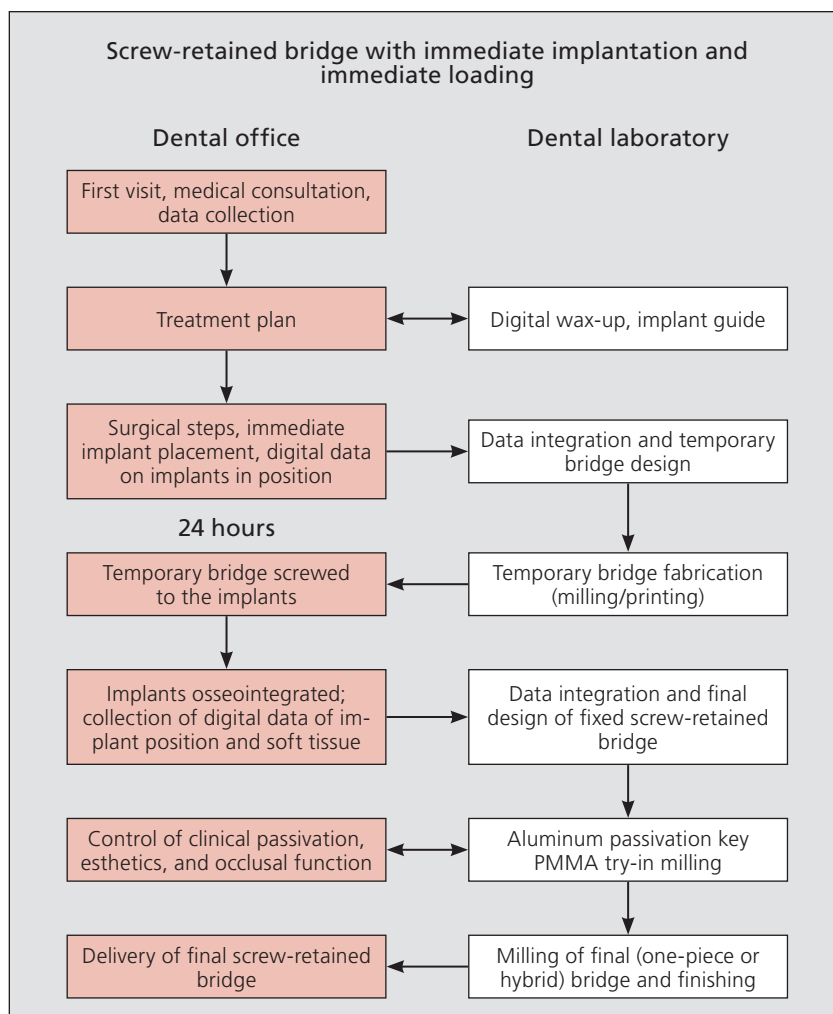 Screw-retained bridge with immediate implantation and
immediate loading
Dental office
Dental laboratory
First visit, medical consultation,
data collection
Treatment plan
Digital wax-up, implant guide
Surgical steps, immediate
implant placement, digital data
on implants in position
Data integration and temporary
bridge design
24 hours
Temporary bridge screwed
to the implants
Temporary bridge fabrication
(milling/printing)
Implants osseointegrated;
collection of digital data of im-
plant position and soft tissue
Data integration and final
design of fixed screw-retained
bridge
Control of clinical passivation,
esthetics, and occlusal function
Aluminum passivation key
PMMA try-in milling
Delivery of final screw-retained
bridge
Milling of final (one-piece or
hybrid) bridge and finishing